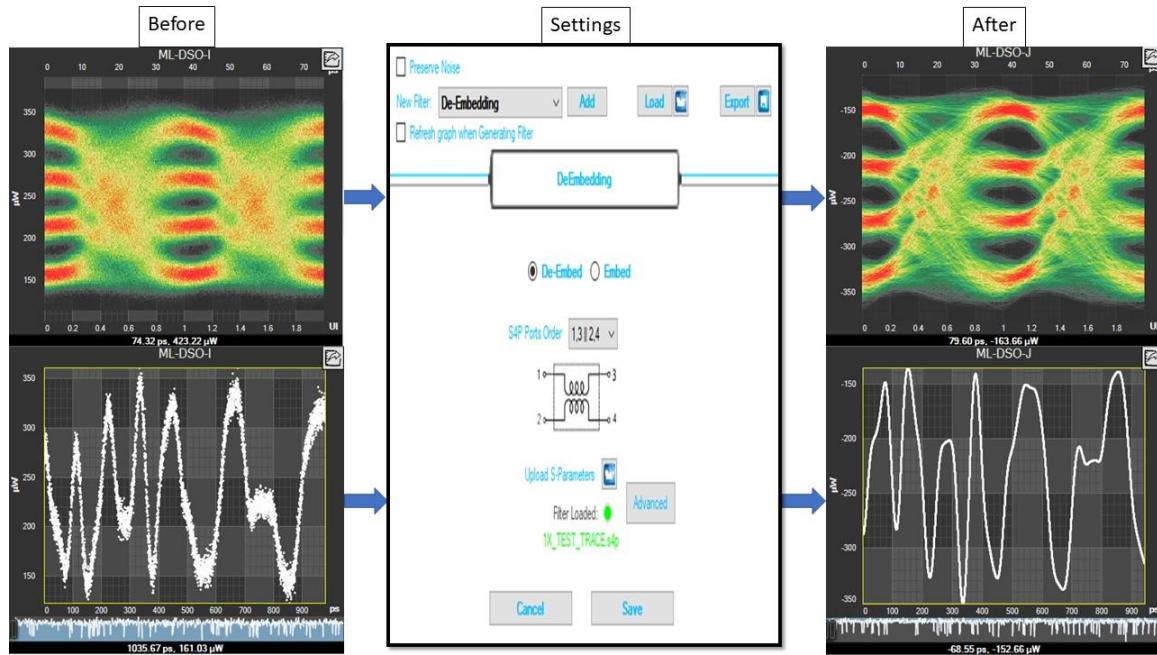 Before
Settings
After
ML-DSO-I
0 10 20 30 40 50 60 70
350
300
250
200
150
µW
0 0.2 0.4 0.6 0.8 1 1.2 1.4 1.6 1.8 UI
74.32 ps, 423.22 µW
ML-DSO-I
350
300
250
200
150
µW
0 100 200 300 400 500 600 700 800 900 ps
1035.67 ps, 161.03 µW
Preserve Noise
New Filter: De-Embedding Add Load Export
Refresh graph when Generating Filter
DeEmbedding
De-Embed Embed
S4P Ports Order 1,3 || 2,4
1 3
2 4
Upload S-Parameters
Filter Loaded: Advanced
1X_TEST_TRACE.s4p
Cancel Save
ML-DSO-J
0 10 20 30 40 50 60 70
-150
-200
-250
-300
-350
µW
0 0.2 0.4 0.6 0.8 1 1.2 1.4 1.6 1.8
79.60 ps, -163.66 µW
ML-DSO-J
-150
-200
-250
-300
-350
µW
0 100 200 300 400 500 600 700 800 900 ps
-68.55 ps, -152.66 µW